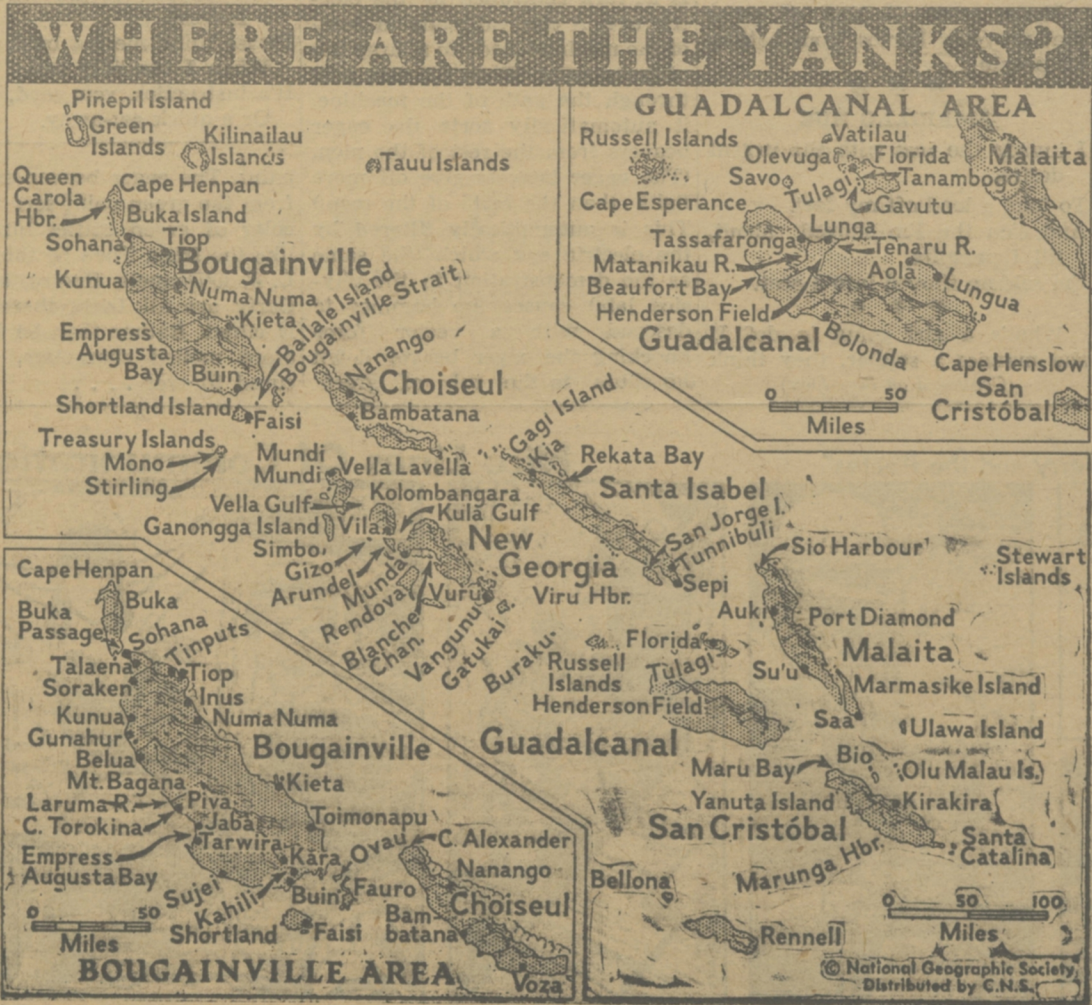 WHERE ARE THE YANKS?
Pinepil Island
Green
Islands
Kilinailau
Islands
Tauu Islands
Queen
Carola
Hbr.
Cape Henpan
Buka Island
Sohana
Tiop
Bougainville
Kunua
Numa Numa
Kieta
Ballale Island
Bougainville Strait
Empress
Augusta
Bay
Buin
Shortland Island
Faisi
Nanango
Choiseul
Bambatana
Treasury Islands
Mono
Stirling
Mundi
Mundi
Vella Lavella
Vella Gulf
Kolombangara
Kula Gulf
Ganongga Island
Vila
Simbo
Gizo
Arundel
Munda
Rendova
Blanche
Chan.
New
Georgia
Vuru
Viru Hbr.
Vangunu
Gatukai
Buraku
Gagi Island
Kia
Rekata Bay
Santa Isabel
San Jorge I.
Tunnibuli
Sepi
Sio Harbour
Stewart
Islands
Auki
Port Diamond
Malaita
Florida
Tulagi
Russell
Islands
Su'u
Marmasike Island
Henderson Field
Saa
Ulawa Island
Guadalcanal
Maru Bay
Bio
Olu Malau Is.
Yanuta Island
Kirakira
San Cristóbal
Santa
Catalina
Marunga Hbr.
Bellona
Rennell
0 50 100
Miles
© National Geographic Society
Distributed by C.N.S.
GUADALCANAL AREA
Russell Islands
Vatilau
Olevuga
Florida
Malaita
Savo
Tulagi
Tanambogo
Gavutu
Cape Esperance
Lunga
Tassafaronga
Tenaru R.
Matanikau R.
Aola
Lungua
Beaufort Bay
Henderson Field
Guadalcanal
Bolonda
Cape Henslow
San
Cristóbal
0 50
Miles
Cape Henpan
Buka
Buka
Passage
Sohana
Tinputs
Talaena
Tiop
Soraken
Inus
Kunua
Numa Numa
Gunahur
Bougainville
Belua
Mt. Bagana
Kieta
Laruma R.
Piva
C. Torokina
Jaba
Toimonapu
Tarwira
Empress
Augusta Bay
Kara
Ovau
C. Alexander
Nanango
Sujei
Kahili
Buin
Fauro
Choiseul
Shortland
Faisi
Bam-
batana
Voza
0 50
Miles
BOUGAINVILLE AREA